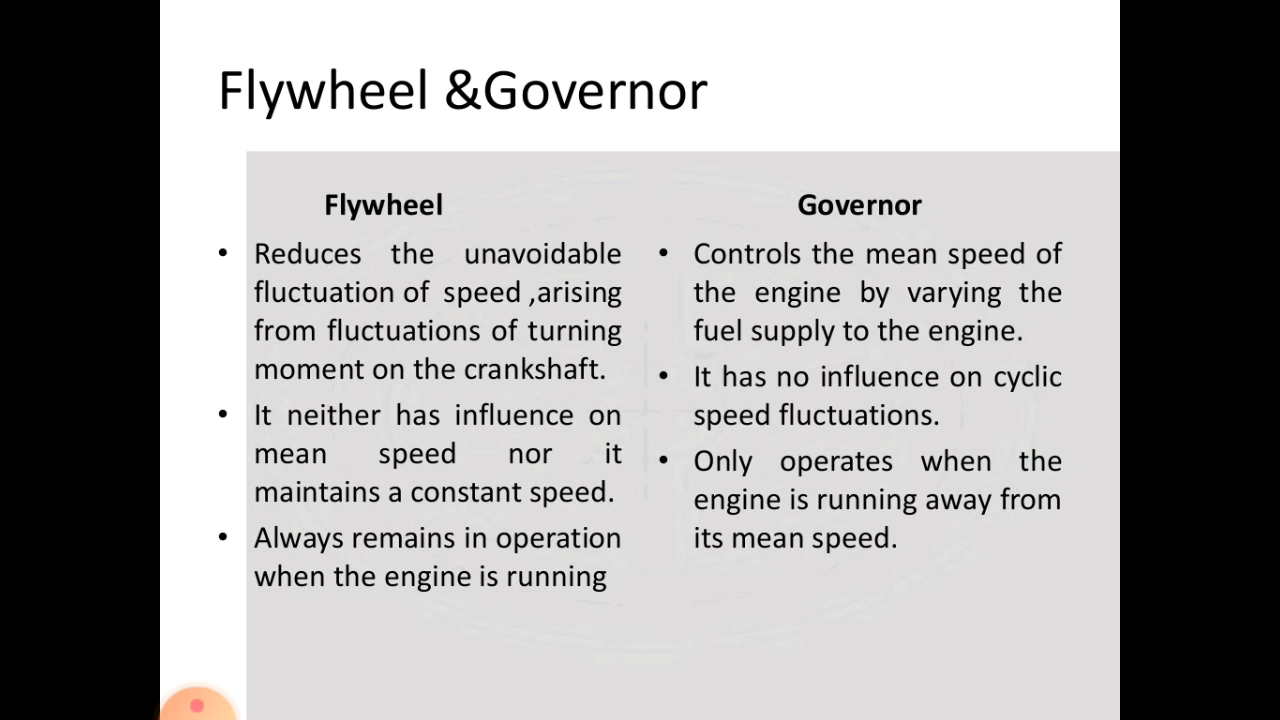 Flywheel &Governor
Flywheel
• Reduces the unavoidable
fluctuation of speed ,arising
from fluctuations of turning
moment on the crankshaft.
• It neither has influence on
mean speed nor it
maintains a constant speed.
• Always remains in operation
when the engine is running
Governor
• Controls the mean speed of
the engine by varying the
fuel supply to the engine.
• It has no influence on cyclic
speed fluctuations.
• Only operates when the
engine is running away from
its mean speed.